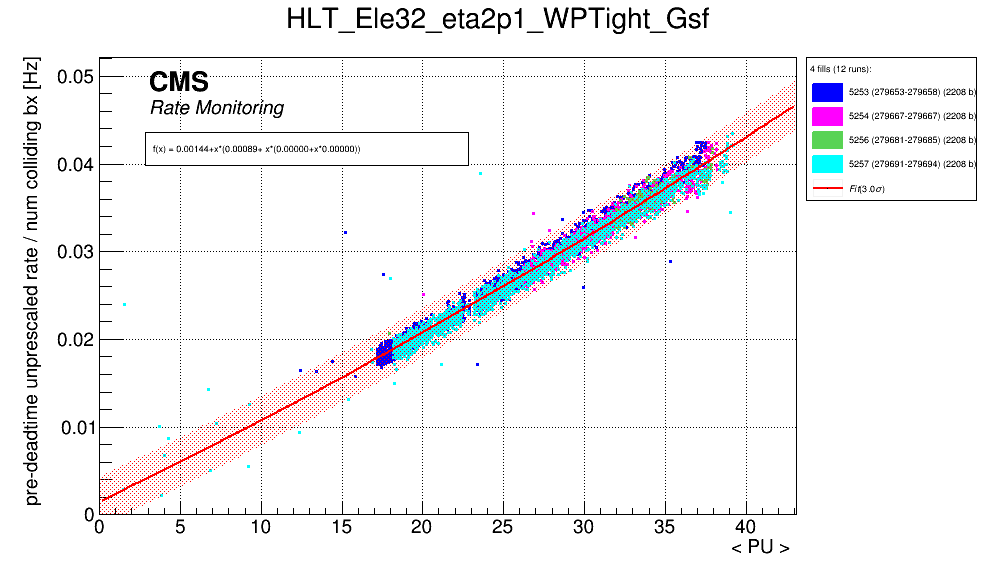 HLT_Ele32_eta2p1_WPTight_Gsf
pre-deadtime unprescaled rate / num colliding bx [Hz]
0.05
0.04
0.03
0.02
0.01
0
CMS
Rate Monitoring
f(x) = 0.00144+x*(0.00089+ x*(0.00000+x*0.00000))
4 fills (12 runs):
5253 (279653-279658) (2208 b)
5254 (279667-279667) (2208 b)
5256 (279681-279685) (2208 b)
5257 (279691-279694) (2208 b)
Fit(3.0σ)
0 5 10 15 20 25 30 35 40
< PU >